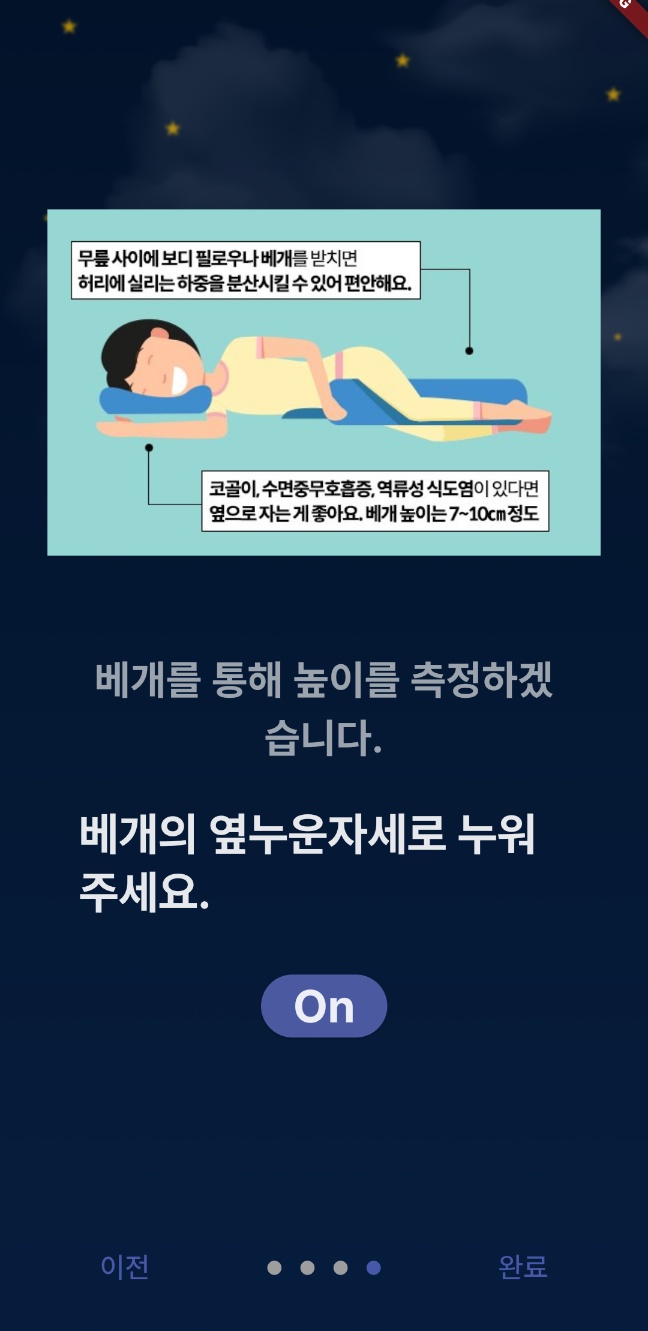 무릎 사이에 보디 필로우나 베개를 받치면
허리에 실리는 하중을 분산시킬 수 있어 편안해요.
코골이, 수면중무호흡증, 역류성 식도염이 있다면
옆으로 자는 게 좋아요. 베개 높이는 7~10cm 정도
베개를 통해 높이를 측정하겠
습니다.
베개의 옆누운자세로 누워
주세요.
On
이전
완료